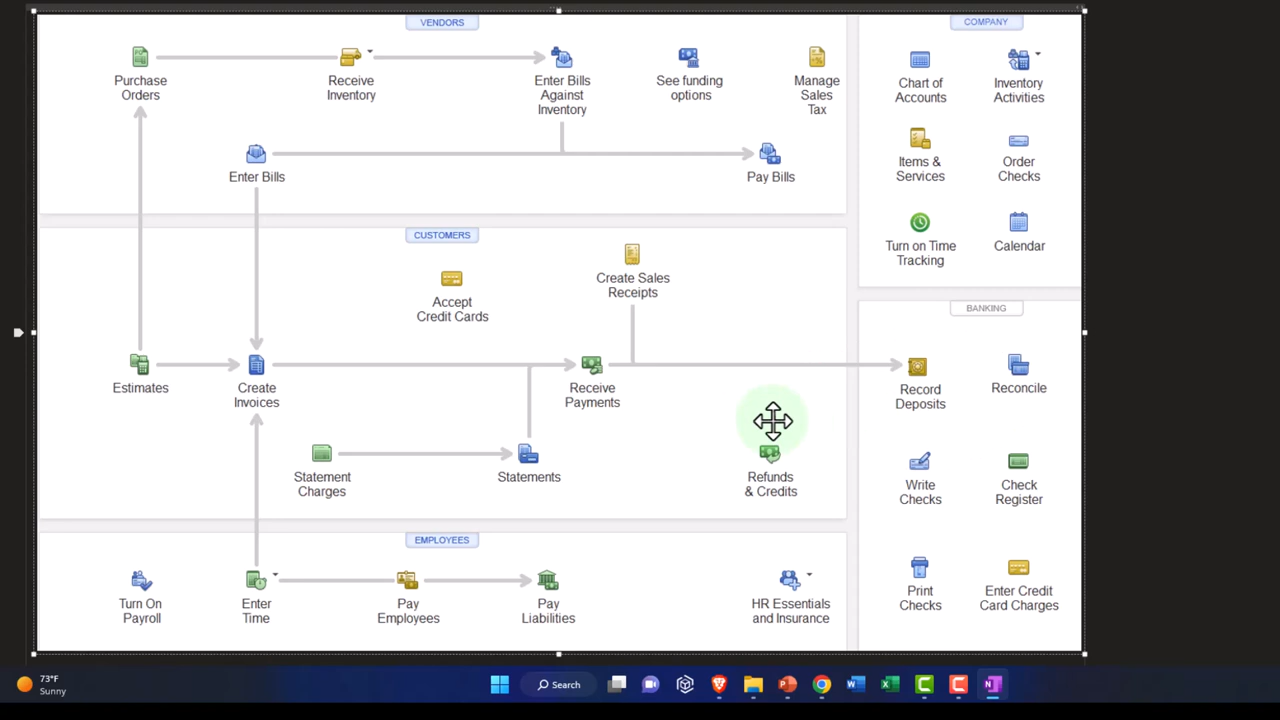 VENDORS
COMPANY
Purchase
Orders
Receive
Inventory
Enter Bills
Against
Inventory
See funding
options
Manage
Sales
Tax
Chart of
Accounts
Inventory
Activities
Enter Bills
Pay Bills
Items &
Services
Order
Checks
CUSTOMERS
Turn on Time
Tracking
Calendar
Accept
Credit Cards
Create Sales
Receipts
BANKING
Estimates
Create
Invoices
Receive
Payments
Record
Deposits
Reconcile
Statement
Charges
Statements
Refunds
& Credits
Write
Checks
Check
Register
EMPLOYEES
Turn On
Payroll
Enter
Time
Pay
Employees
Pay
Liabilities
HR Essentials
and Insurance
Print
Checks
Enter Credit
Card Charges
73°F
Sunny
Search